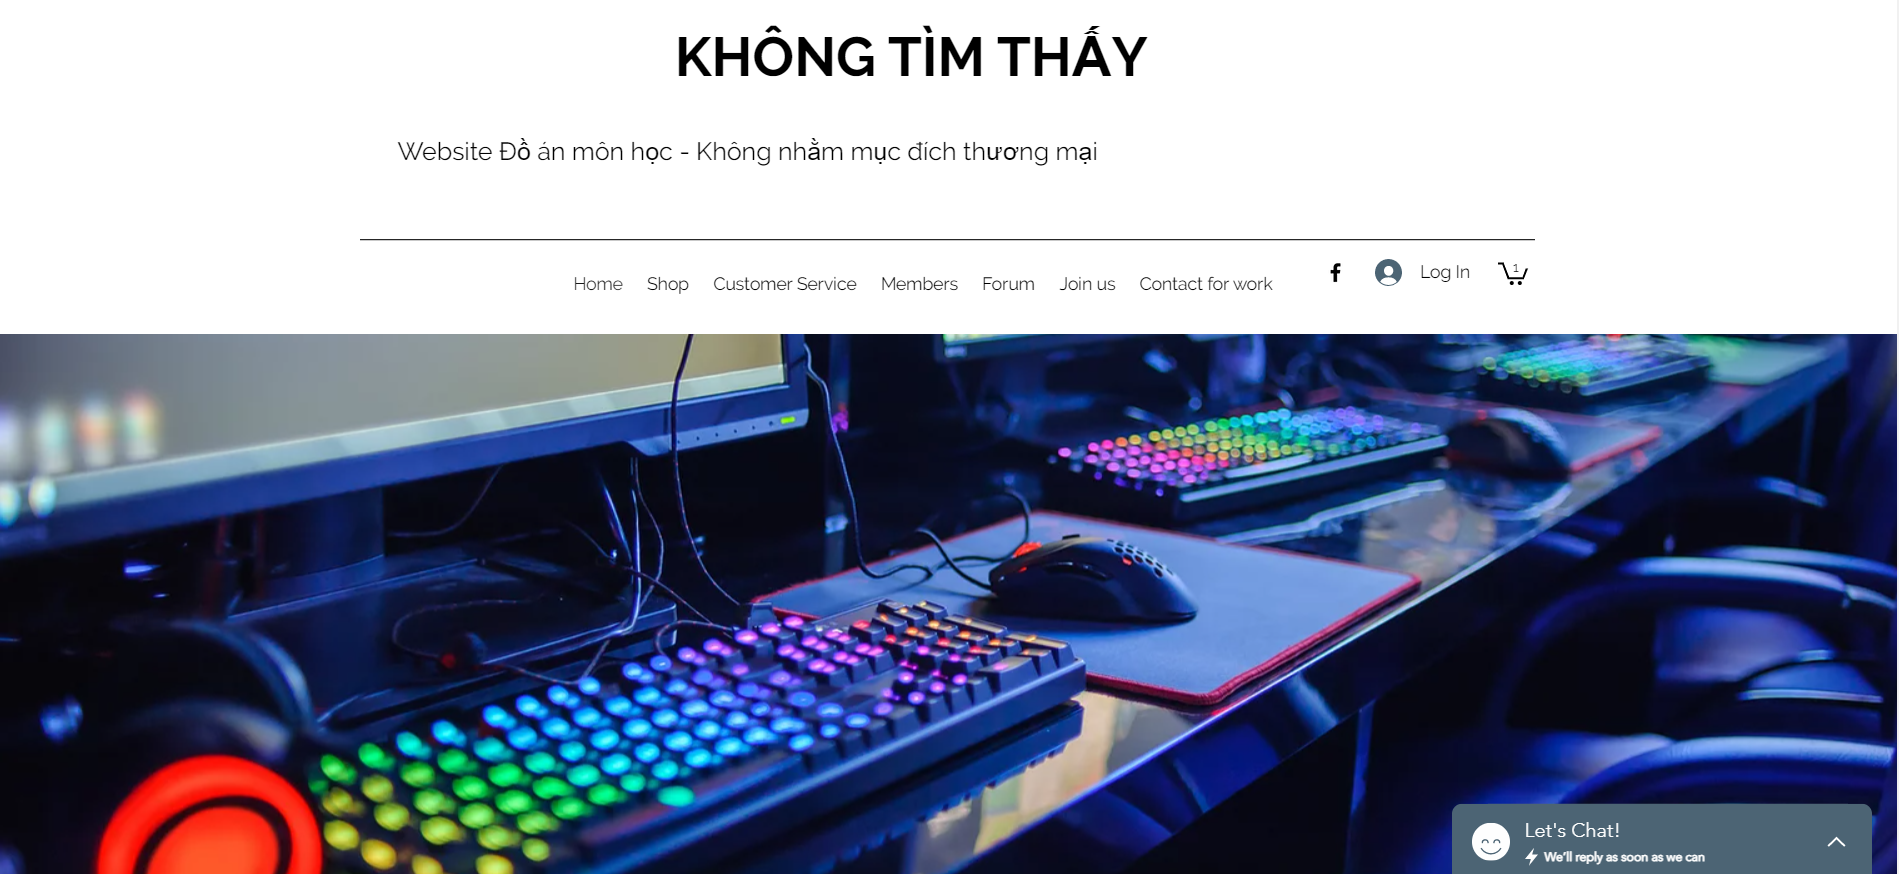 KHÔNG TÌM THẤY
Website Đồ án môn học - Không nhằm mục đích thương mại
Home Shop Customer Service Members Forum Join us Contact for work
Log In 1
Let's Chat!
We'll reply as soon as we can